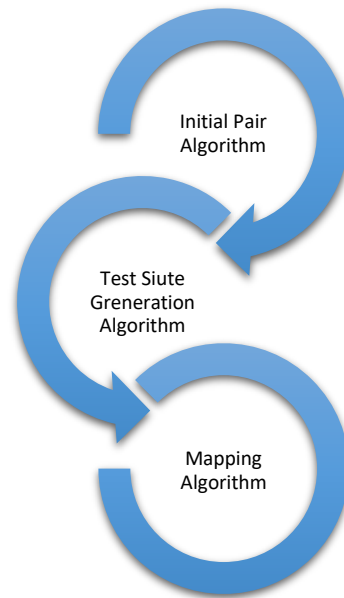 Initial Pair
Algorithm
Test Siute
Greneration
Algorithm
Mapping
Algorithm